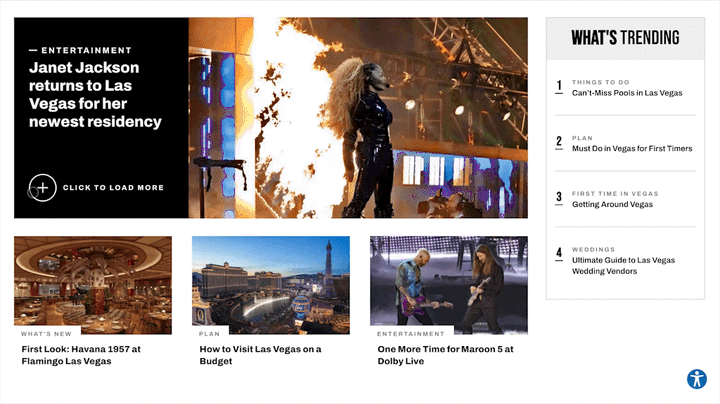 — ENTERTAINMENT
Janet Jackson
returns to Las
Vegas for her
newest residency
CLICK TO LOAD MORE
WHAT'S NEW
First Look: Havana 1957 at
Flamingo Las Vegas
PLAN
How to Visit Las Vegas on a
Budget
ENTERTAINMENT
One More Time for Maroon 5 at
Dolby Live
WHAT'S TRENDING
1 THINGS TO DO
Can't-Miss Pools in Las Vegas
2 PLAN
Must Do in Vegas for First Timers
3 FIRST TIME IN VEGAS
Getting Around Vegas
4 WEDDINGS
Ultimate Guide to Las Vegas
Wedding Vendors